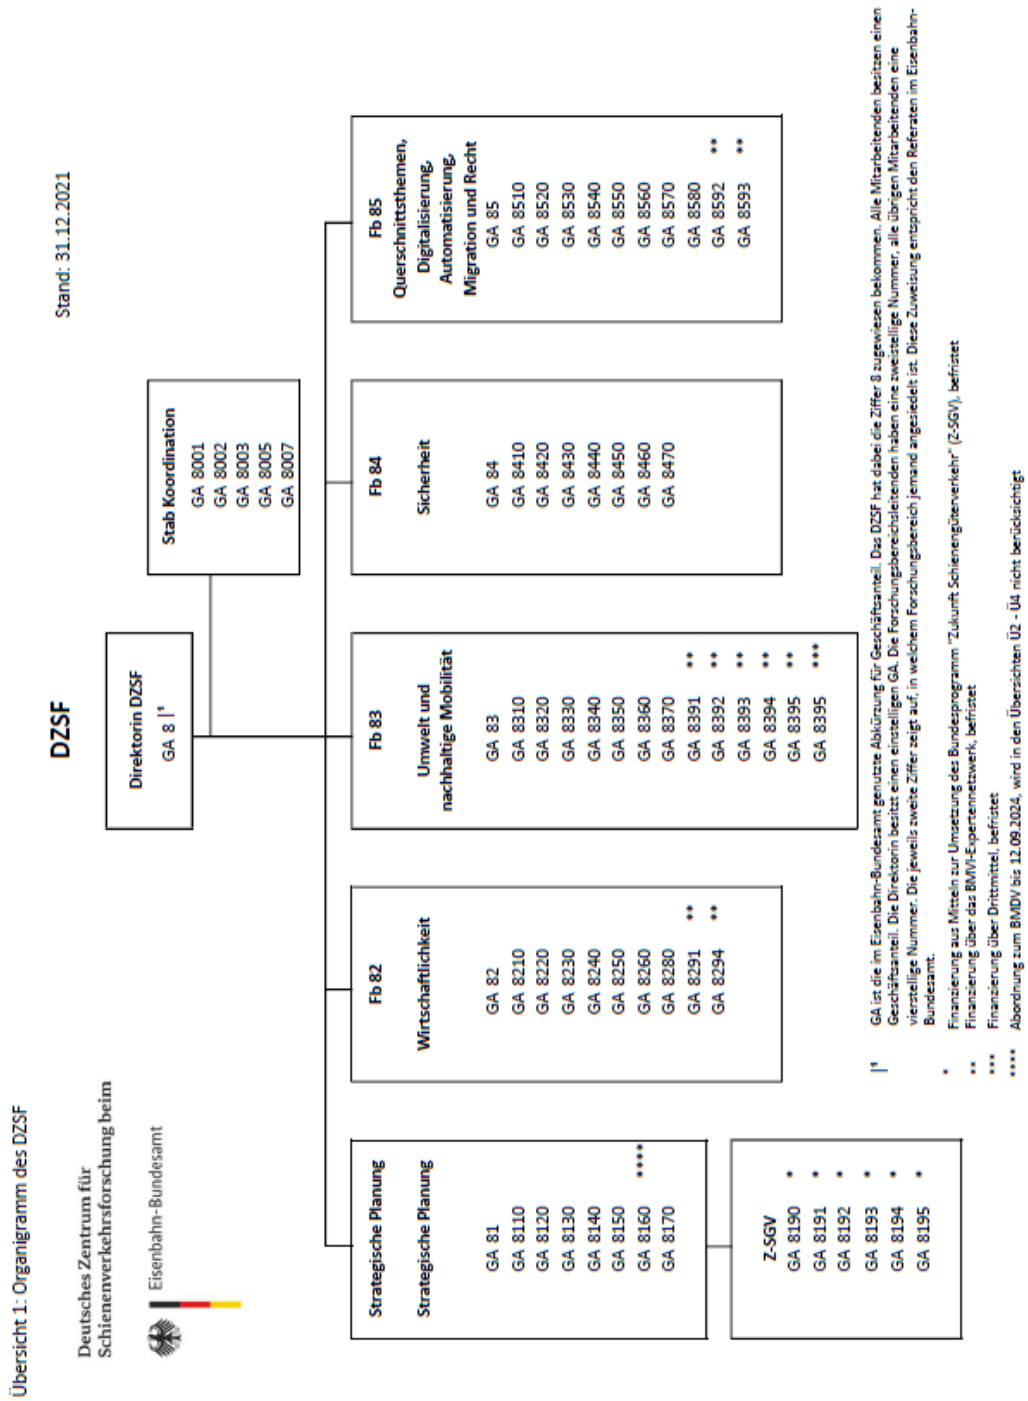 Übersicht 1: Organigramm des DZSF
Deutsches Zentrum für
Schienenverkehrsforschung beim
Eisenbahn-Bundesamt
DZSF
Stand: 31.12.2021
Direktorin DZSF
GA 8 |¹
Stab Koordination
GA 8001
GA 8002
GA 8003
GA 8005
GA 8007
Strategische Planung
Strategische Planung
GA 81
GA 8110
GA 8120
GA 8130
GA 8140
GA 8150
GA 8160 ****
GA 8170
Z-SGV
GA 8190 *
GA 8191 *
GA 8192 *
GA 8193 *
GA 8194 *
GA 8195 *
Fb 82
Wirtschaftlichkeit
GA 82
GA 8210
GA 8220
GA 8230
GA 8240
GA 8250
GA 8260
GA 8280
GA 8291 **
GA 8294 **
Fb 83
Umwelt und
nachhaltige Mobilität
GA 83
GA 8310
GA 8320
GA 8330
GA 8340
GA 8350
GA 8360
GA 8370
GA 8391 **
GA 8392 **
GA 8393 **
GA 8394 **
GA 8395 **
GA 8395 ***
Fb 84
Sicherheit
GA 84
GA 8410
GA 8420
GA 8430
GA 8440
GA 8450
GA 8460
GA 8470
Fb 85
Querschnittsthemen,
Digitalisierung,
Automatisierung,
Migration und Recht
GA 85
GA 8510
GA 8520
GA 8530
GA 8540
GA 8550
GA 8560
GA 8570
GA 8580
GA 8592 **
GA 8593 **
|¹ GA ist die im Eisenbahn-Bundesamt genutzte Abkürzung für Geschäftsanteil. Das DZSF hat dabei die Ziffer 8 zugewiesen bekommen. Alle Mitarbeitenden besitzen einen
Geschäftsanteil. Die Direktorin besitzt einen einstelligen GA. Die Forschungsbereichsleitenden haben eine zweistellige Nummer, alle übrigen Mitarbeitenden eine
vierstellige Nummer. Die jeweils zweite Ziffer zeigt auf, in welchem Forschungsbereich jemand angesiedelt ist. Diese Zuweisung entspricht den Referaten im Eisenbahn-
Bundesamt.
* Finanzierung aus Mitteln zur Umsetzung des Bundesprogramm "Zukunft Schienengüterverkehr" (Z-SGV), befristet
** Finanzierung über das BMVI-Expertennetzwerk, befristet
*** Finanzierung über Drittmittel, befristet
**** Abordnung zum BMDV bis 12.09.2024, wird in den Übersichten Ü2 - Ü4 nicht berücksichtigt